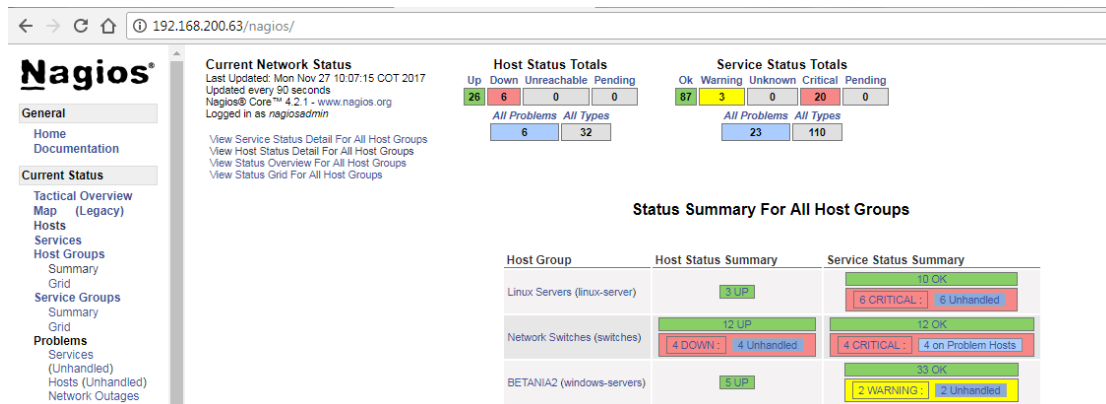 192.168.200.63/nagios/
Nagios®
General
Home
Documentation
Current Status
Tactical Overview
Map (Legacy)
Hosts
Services
Host Groups
Summary
Grid
Service Groups
Summary
Grid
Problems
Services
(Unhandled)
Hosts (Unhandled)
Network Outages
Current Network Status
Last Updated: Mon Nov 27 10:07:15 COT 2017
Updated every 90 seconds
Nagios® Core™ 4.2.1 - www.nagios.org
Logged in as nagiosadmin
View Service Status Detail For All Host Groups
View Host Status Detail For All Host Groups
View Status Overview For All Host Groups
View Status Grid For All Host Groups
Host Status Totals
Up Down Unreachable Pending
26 6 0 0
All Problems All Types
6 32
Service Status Totals
Ok Warning Unknown Critical Pending
87 3 0 20 0
All Problems All Types
23 110
Status Summary For All Host Groups
Host Group Host Status Summary Service Status Summary
Linux Servers (linux-server) 3 UP 10 OK
6 CRITICAL : 6 Unhandled
Network Switches (switches) 12 UP 12 OK
4 DOWN : 4 Unhandled 4 CRITICAL : 4 on Problem Hosts
BETANIA2 (windows-servers) 5 UP 33 OK
2 WARNING : 2 Unhandled